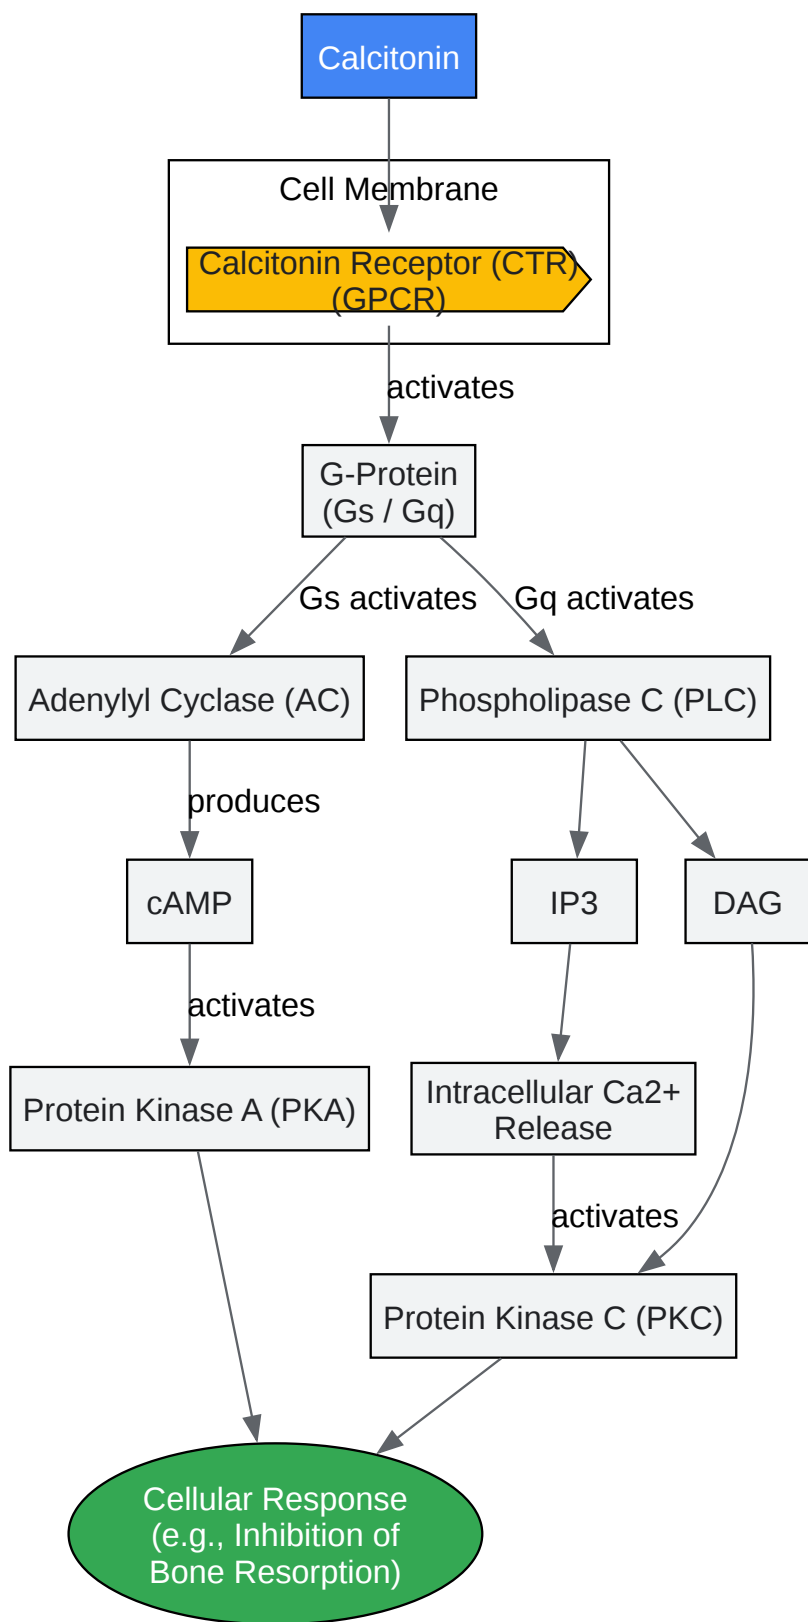 Calcitonin
Cell Membrane
Calcitonin Receptor (CTR)
(GPCR)
activates
G-Protein
(Gs / Gq)
Gs activates
Gq activates
Adenylyl Cyclase (AC)
Phospholipase C (PLC)
produces
cAMP
IP3
DAG
activates
Protein Kinase A (PKA)
Intracellular Ca2+
Release
activates
Protein Kinase C (PKC)
Cellular Response
(e.g., Inhibition of
Bone Resorption)